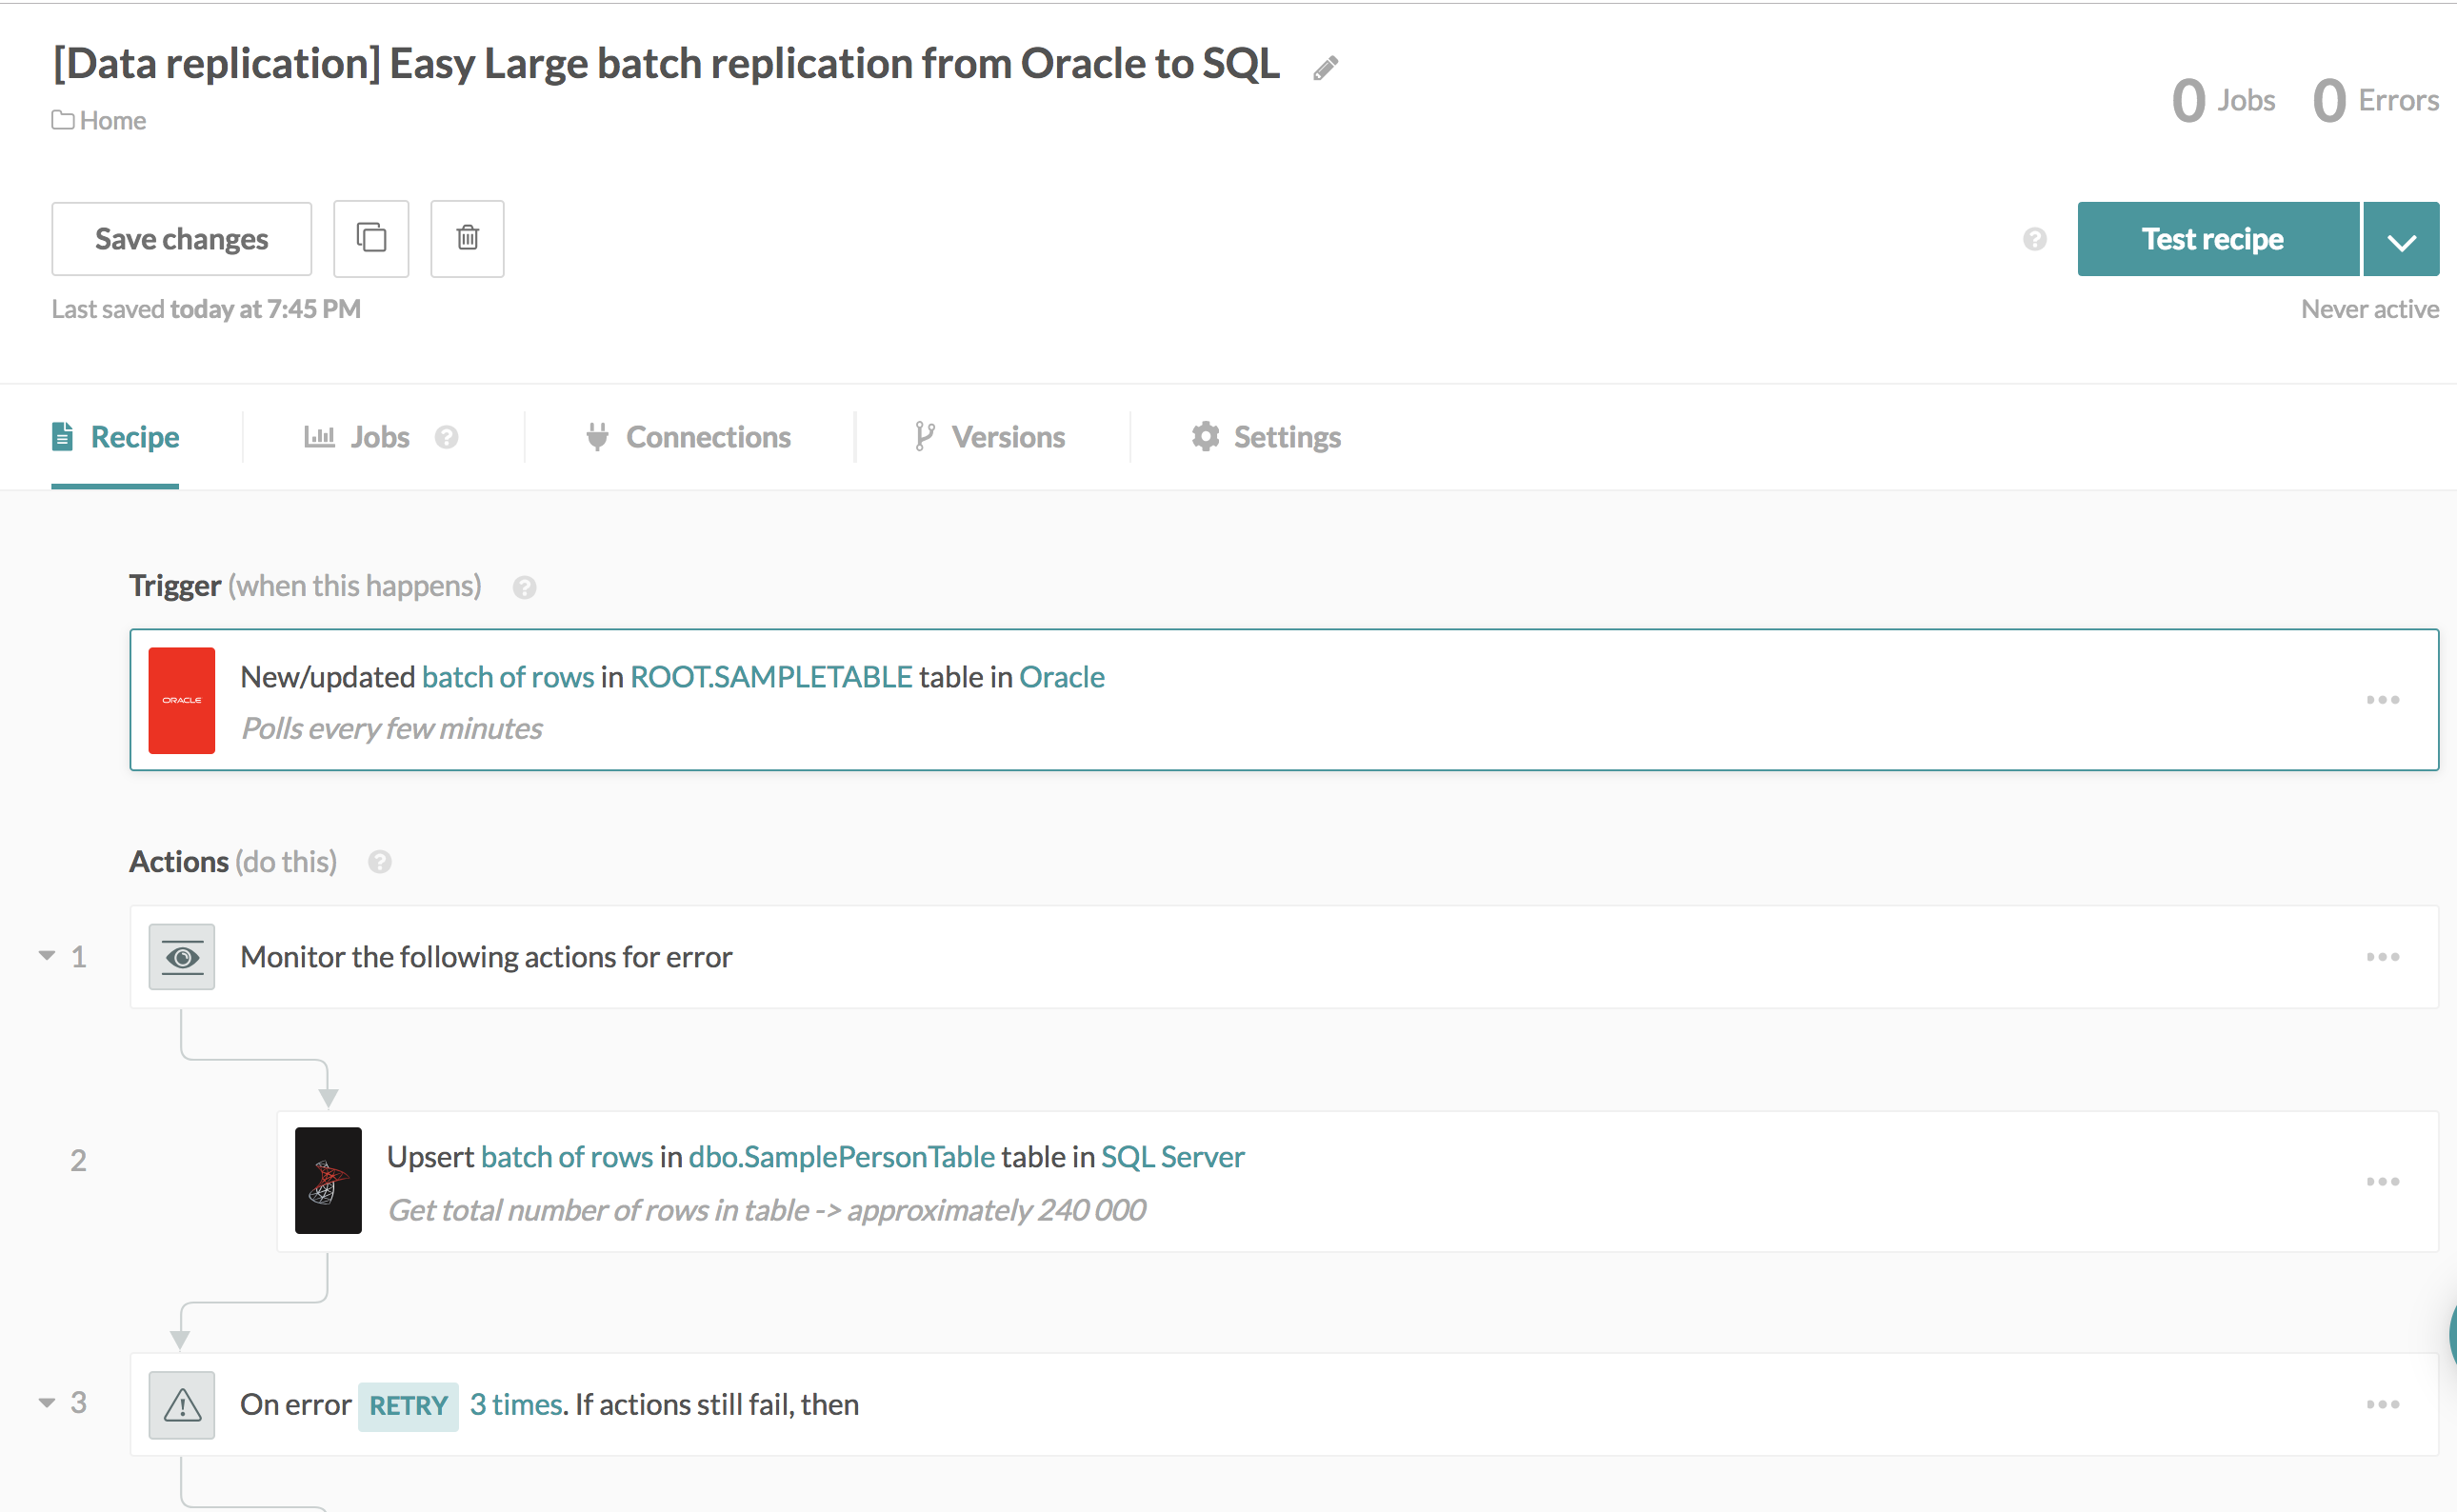 [Data replication] Easy Large batch replication from Oracle to SQL
Home
0 Jobs 0 Errors
Save changes
? Test recipe
Last saved today at 7:45 PM
Never active
Recipe Jobs ? Connections Versions Settings
Trigger (when this happens) ?
ORACLE
New/updated batch of rows in ROOT.SAMPLETABLE table in Oracle
Polls every few minutes
Actions (do this) ?
1 Monitor the following actions for error
2 Upsert batch of rows in dbo.SamplePersonTable table in SQL Server
Get total number of rows in table -> approximately 240 000
3 On error RETRY 3 times. If actions still fail, then